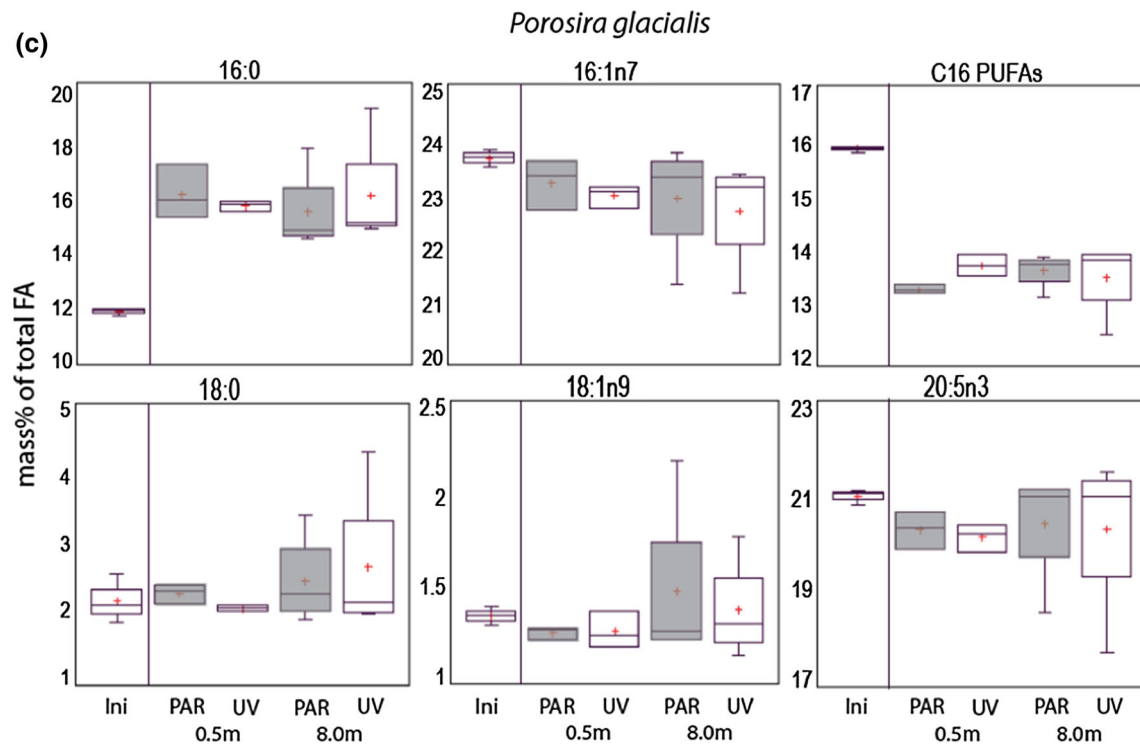 Porosira glacialis
(c)
16:0 16:1n7 C16 PUFAs
20 25 17
18 24 16
16 23 15
14 22 14
12 21 13
10 20 12
mass% of total FA
18:0 18:1n9 20:5n3
5 2.5 23
4 2 21
3 1.5 19
2 1 17
1
Ini PAR UV PAR UV Ini PAR UV PAR UV Ini PAR UV PAR UV
0.5m 8.0m 0.5m 8.0m 0.5m 8.0m